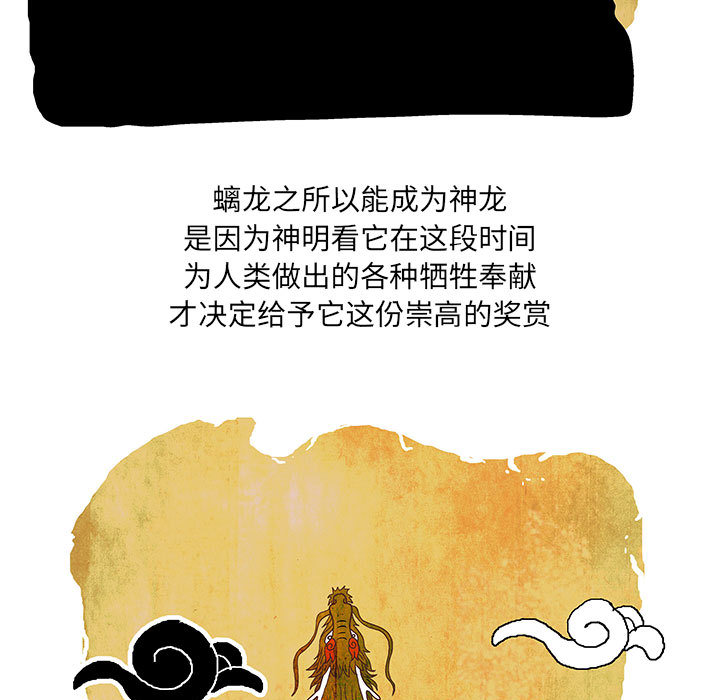 螭龙之所以能成为神龙
是因为神明看它在这段时间
为人类做出的各种牺牲奉献
才决定给予它这份崇高的奖赏